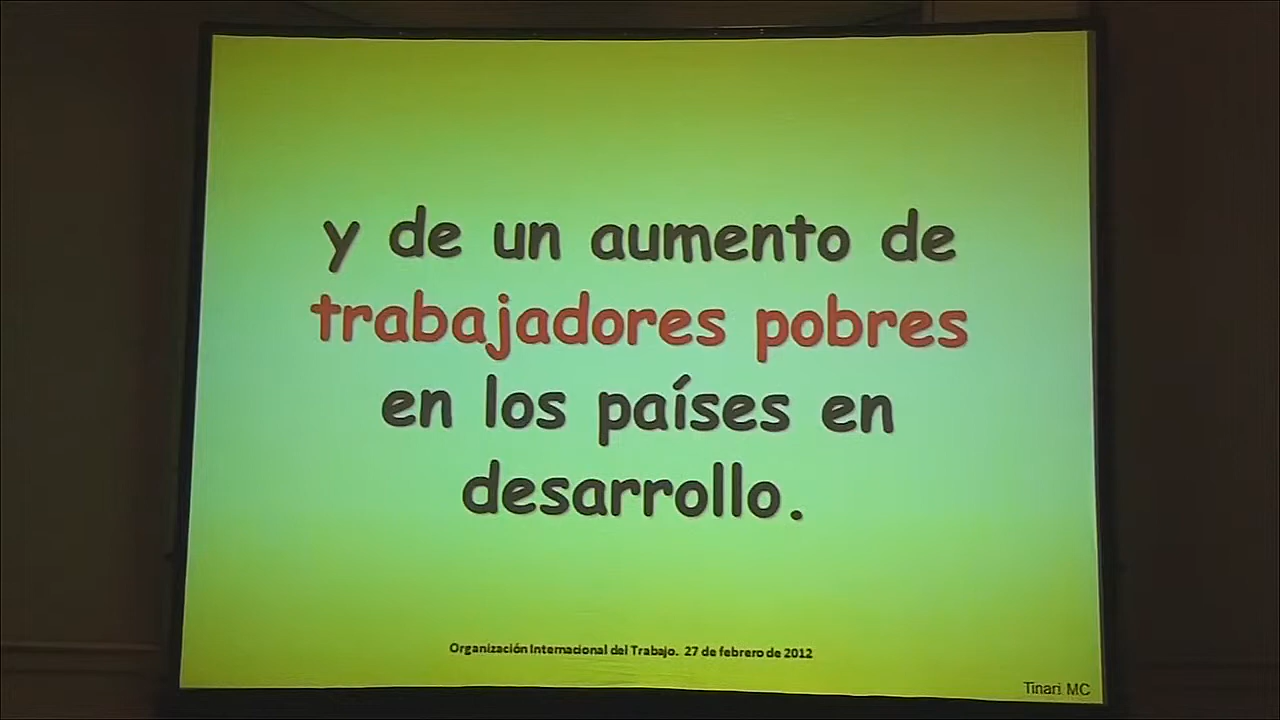 y de un aumento de
trabajadores pobres
en los países en
desarrollo.
Organización Internacional del Trabajo. 27 de febrero de 2012
Tinari MC